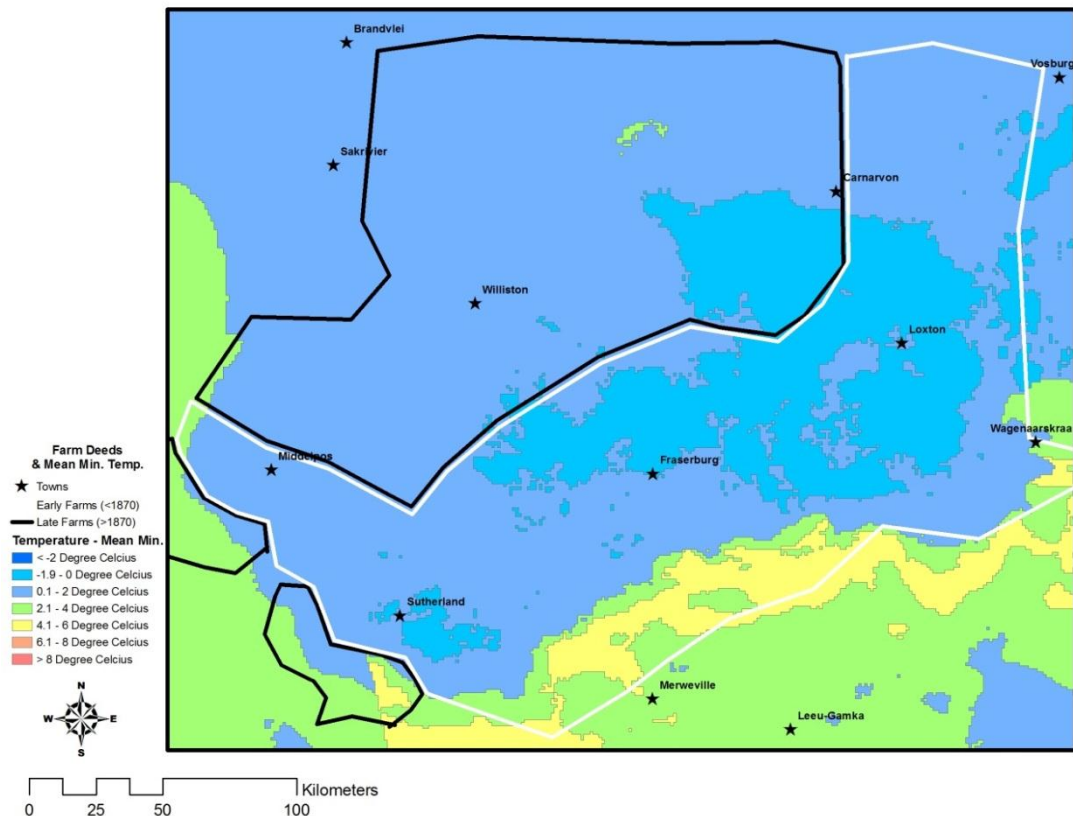 Brandvlei
Vosburg
Sakrivier
Carnarvon
Williston
Loxton
Wagenaarskraa
Middelpos
Fraserburg
Sutherland
Merweville
Leeu-Gamka
Farm Deeds
& Mean Min. Temp.
Towns
Early Farms (<1870)
Late Farms (>1870)
Temperature - Mean Min.
< -2 Degree Celcius
-1.9 - 0 Degree Celcius
0.1 - 2 Degree Celcius
2.1 - 4 Degree Celcius
4.1 - 6 Degree Celcius
6.1 - 8 Degree Celcius
> 8 Degree Celcius
N
W E
S
Kilometers
0 25 50 100